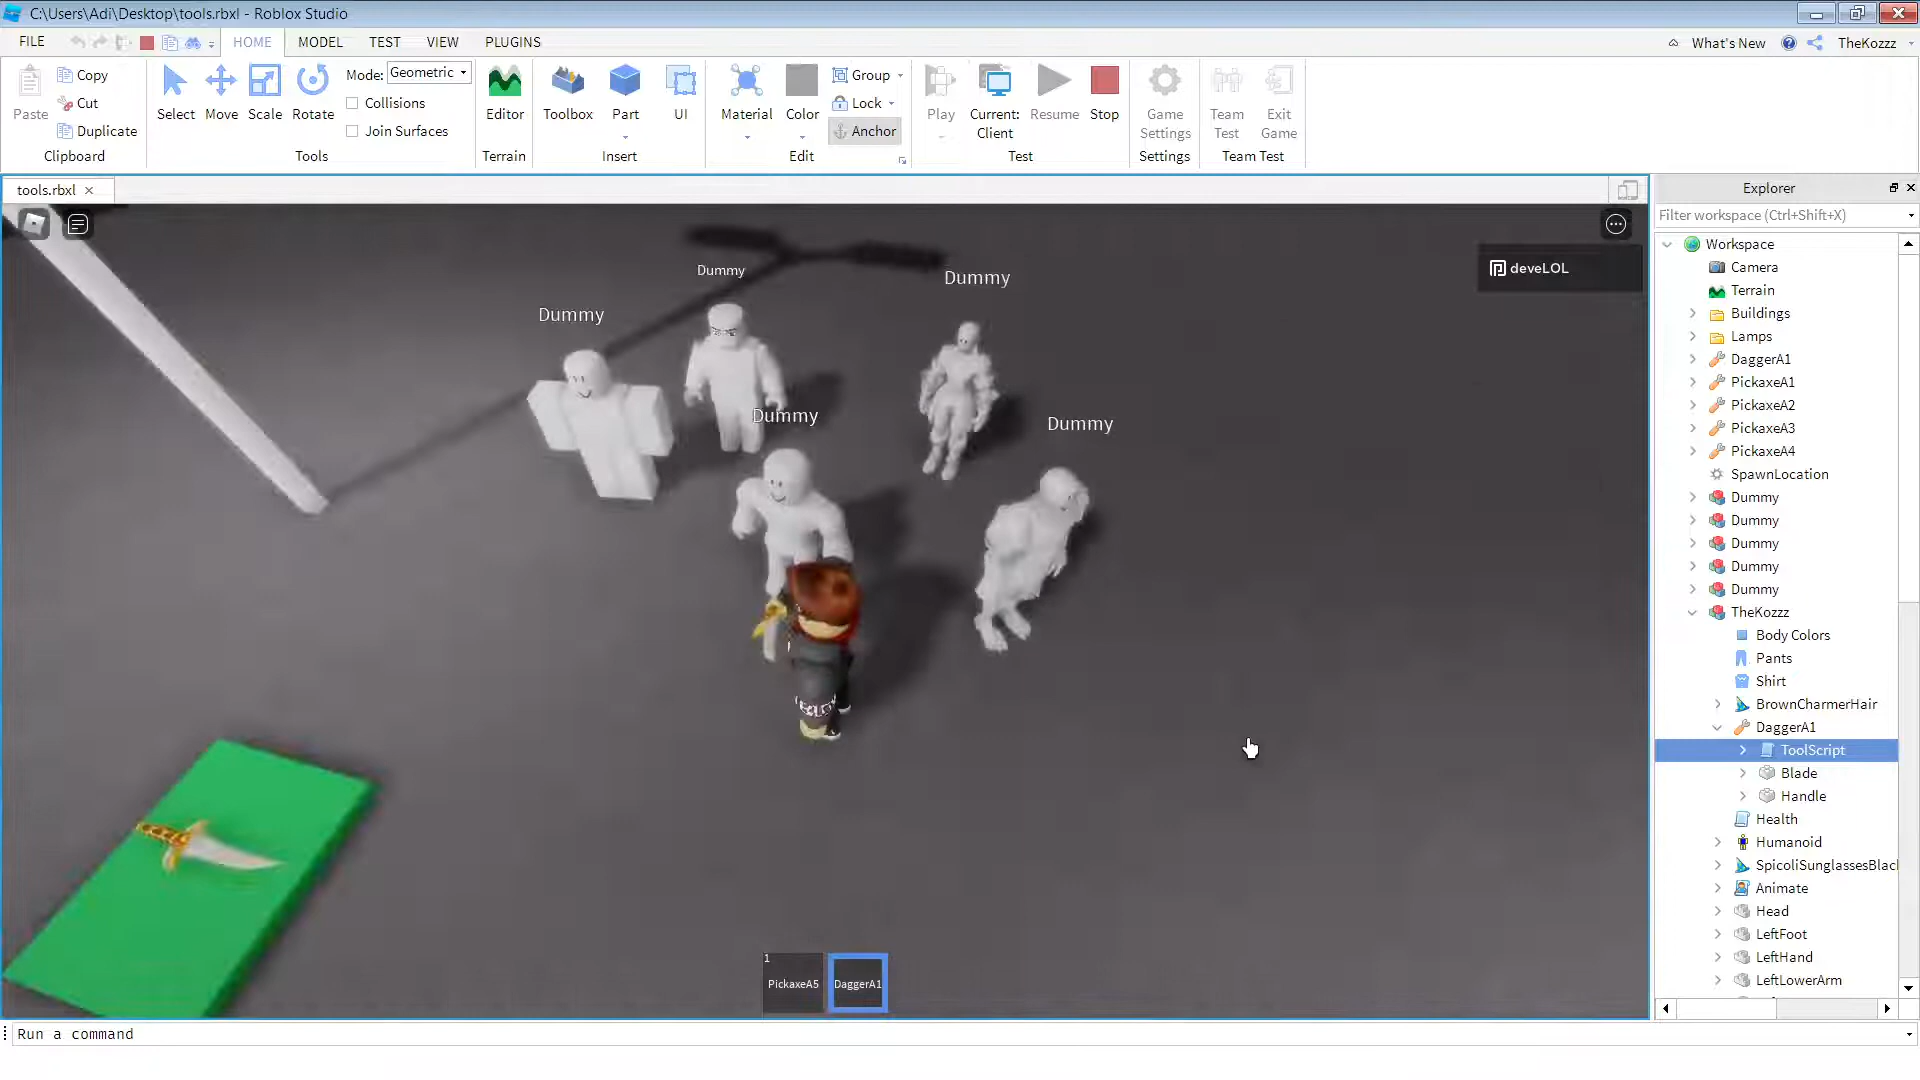 C:\Users\Adi\Desktop\tools.rbxl - Roblox Studio
FILE HOME MODEL TEST VIEW PLUGINS What's New TheKozzz
Paste Copy Cut Duplicate
Clipboard
Select Move Scale Rotate
Mode: Geometric
Collisions
Join Surfaces
Tools
Editor
Terrain
Toolbox Part UI
Insert
Material Color
Group
Lock
Anchor
Edit
Play Current: Client Resume Stop
Test
Game Settings
Settings
Team Test Exit Game
Team Test
tools.rbxl
Dummy
Dummy
Dummy
Dummy
Dummy
deveLOL
1
PickaxeA5
DaggerA1
Explorer
Filter workspace (Ctrl+Shift+X)
Workspace
Camera
Terrain
Buildings
Lamps
DaggerA1
PickaxeA1
PickaxeA2
PickaxeA3
PickaxeA4
SpawnLocation
Dummy
Dummy
Dummy
Dummy
Dummy
TheKozzz
Body Colors
Pants
Shirt
BrownCharmerHair
DaggerA1
ToolScript
Blade
Handle
Health
Humanoid
SpicoliSunglassesBlac
Animate
Head
LeftFoot
LeftHand
LeftLowerArm
Run a command